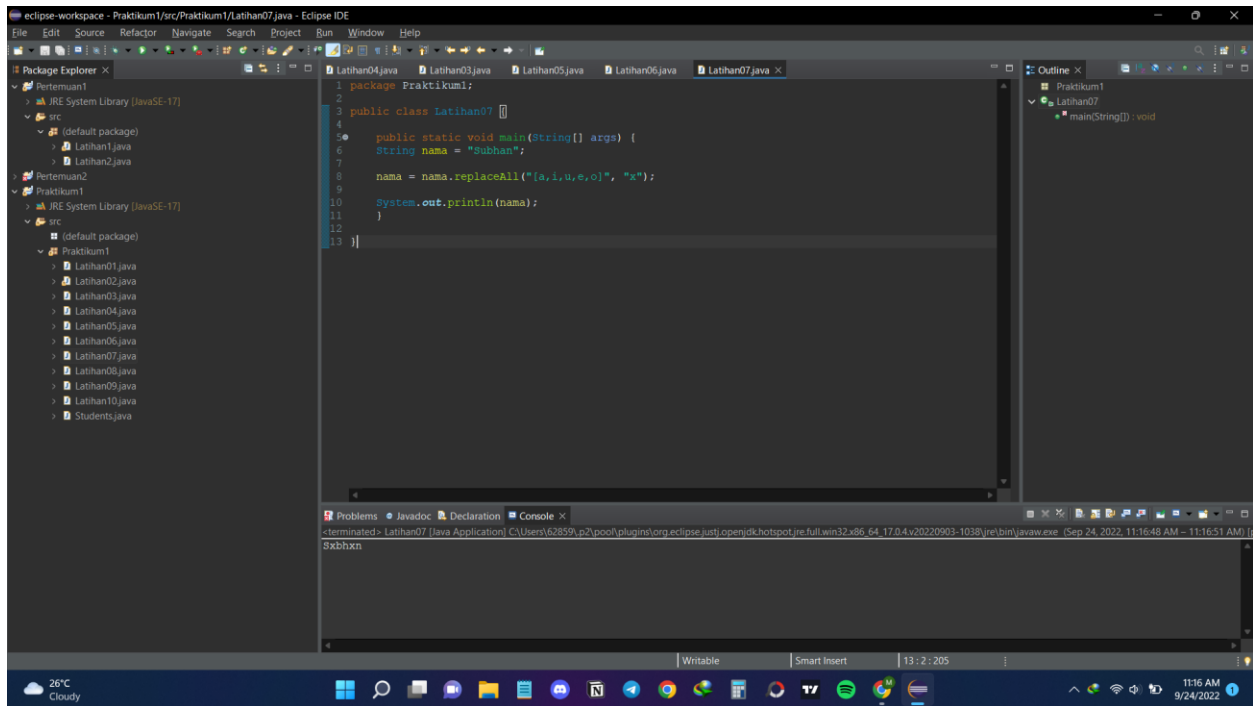 eclipse-workspace - Praktikum1/src/Praktikum1/Latihan07.java - Eclipse IDE
File Edit Source Refactor Navigate Search Project Run Window Help
Package Explorer
Pertemuan1
JRE System Library [JavaSE-17]
src
(default package)
Latihan1.java
Latihan2.java
Pertemuan2
Praktikum1
JRE System Library [JavaSE-17]
src
(default package)
Praktikum1
Latihan01.java
Latihan02.java
Latihan03.java
Latihan04.java
Latihan05.java
Latihan06.java
Latihan07.java
Latihan08.java
Latihan09.java
Latihan10.java
Students.java
Latihan04.java Latihan03.java Latihan05.java Latihan06.java Latihan07.java
1 package Praktikum1;
2
3 public class Latihan07 {
4
5 public static void main(String[] args) {
6 String nama = "Subhan";
7
8 nama = nama.replaceAll("[a,i,u,e,o]", "x");
9
10 System.out.println(nama);
11 }
12
13 }
Outline
Praktikum1
Latihan07
main(String[]) : void
Problems Javadoc Declaration Console
<terminated> Latihan07 [Java Application] C:\Users\62859\.p2\pool\plugins\org.eclipse.justj.openjdk.hotspot.jre.full.win32.x86_64_17.0.4.v20220903-1038\jre\bin\javaw.exe (Sep 24, 2022, 11:16:48 AM – 11:16:51 AM)
Sxbhxn
Writable Smart Insert 13 : 2 : 205
26°C
Cloudy
11:16 AM
9/24/2022
1